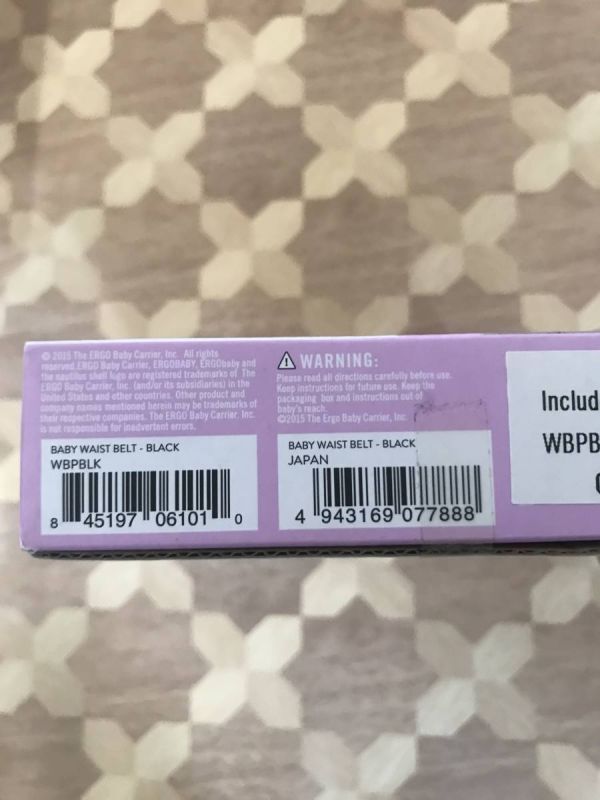 ©2015 The ERGO Baby Carrier, Inc. All rights
reserved.ERGO Baby Carrier, ERGOBABY, ERGObaby and
the nautilus shell logo are registered trademarks of The
ERGO Baby Carrier, Inc. (and/or its subsidiaries) in the
United States and other countries. Other product and
company names mentioned herein may be trademarks of
their respective companies. The ERGO Baby Carrier, Inc.
is not responsible for inadvertent errors.
WARNING:
Please read all directions carefully before use.
Keep instructions for future use. Keep the
packaging box and instructions out of
baby's reach.
©2015 The Ergo Baby Carrier, Inc.
BABY WAIST BELT - BLACK
WBPBLK
8 45197 06101 0
BABY WAIST BELT - BLACK
JAPAN
4 943169 077888
Includ
WBPB